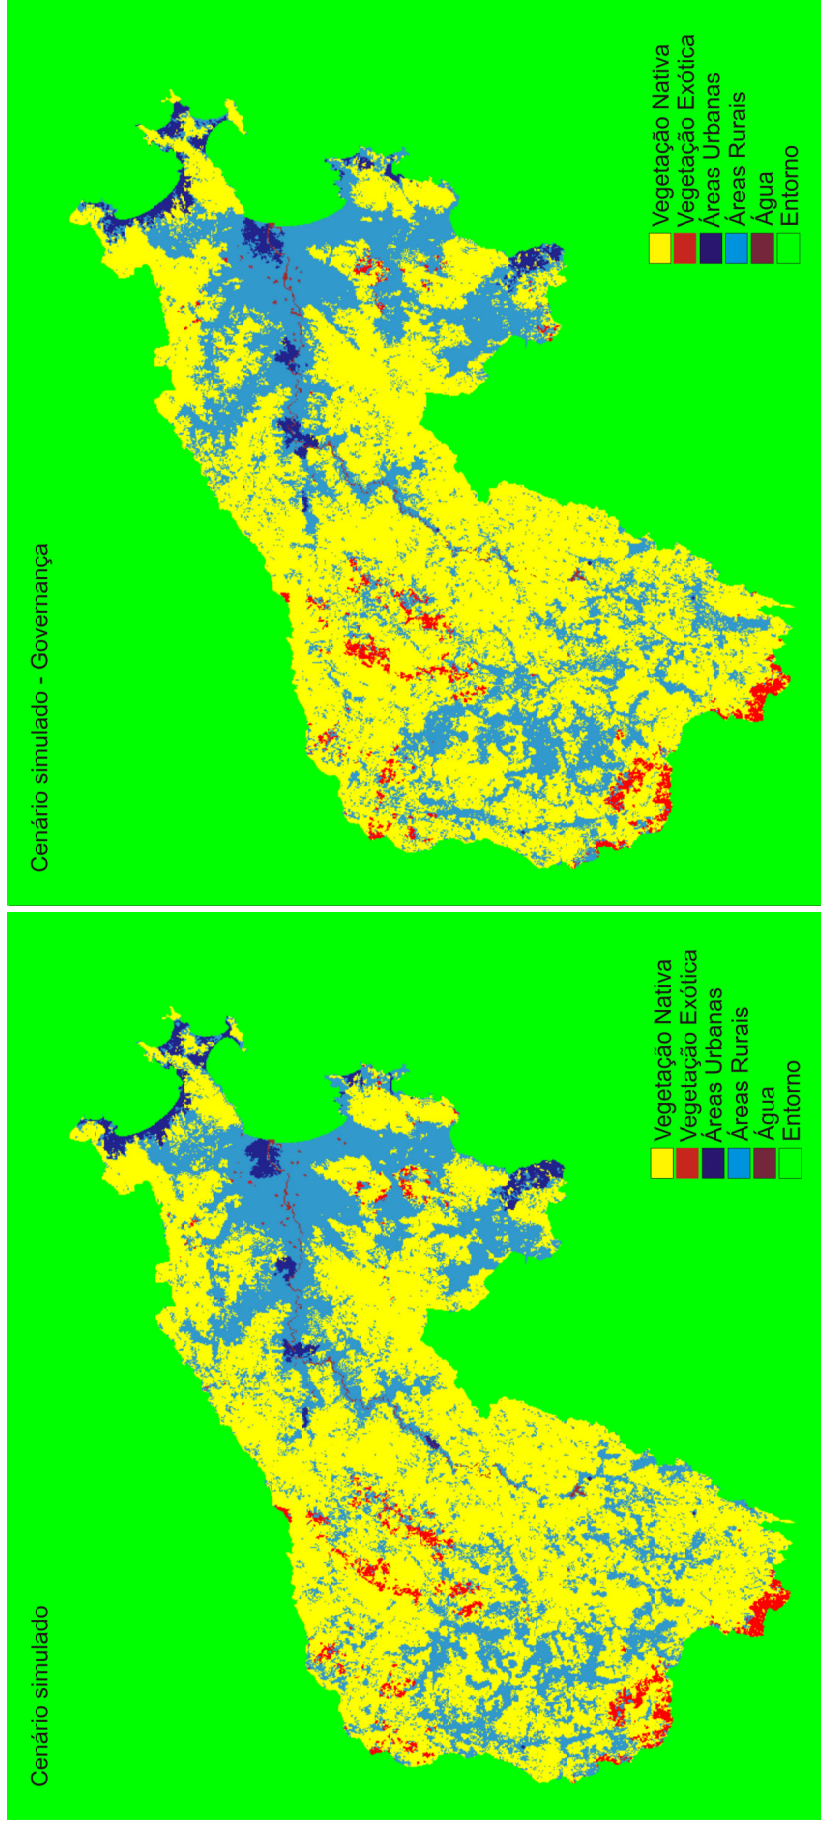 Cenário simulado
Vegetação Nativa
Vegetação Exótica
Áreas Urbanas
Áreas Rurais
Água
Entorno
Cenário simulado - Governança
Vegetação Nativa
Vegetação Exótica
Áreas Urbanas
Áreas Rurais
Água
Entorno